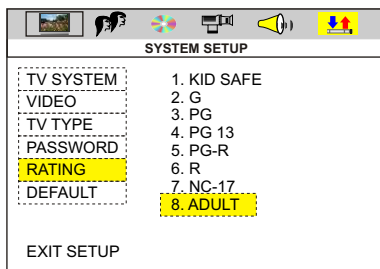 SYSTEM SETUP
TV SYSTEM
VIDEO
TV TYPE
PASSWORD
RATING
DEFAULT
EXIT SETUP
1. KID SAFE
2. G
3. PG
4. PG 13
5. PG-R
6. R
7. NC-17
8. ADULT